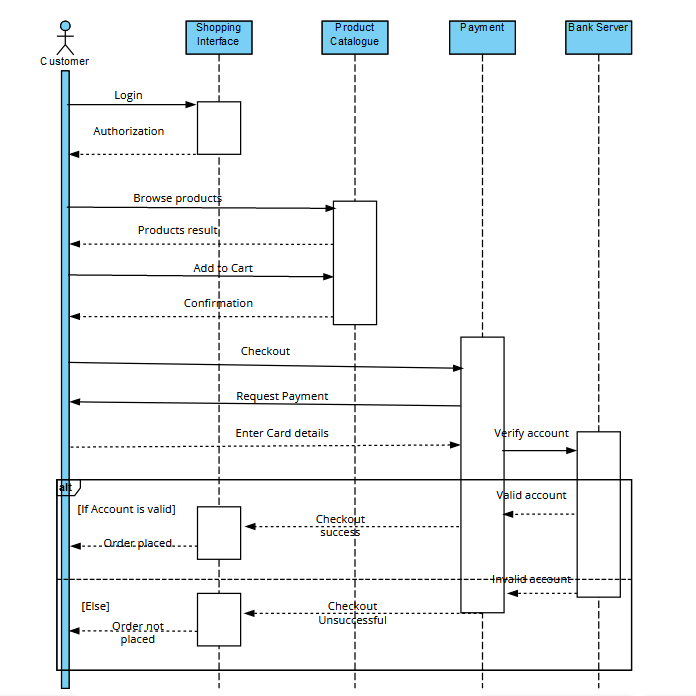 Shopping
Interface
Product
Catalogue
Payment
Bank Server
Customer
Login
Authorization
Browse products
Products result
Add to Cart
Confirmation
Checkout
Request Payment
Enter Card details
Verify account
alt
Valid account
[If Account is valid]
Checkout
success
Order placed
Invalid account
[Else]
Checkout
Unsuccessful
Order not
placed